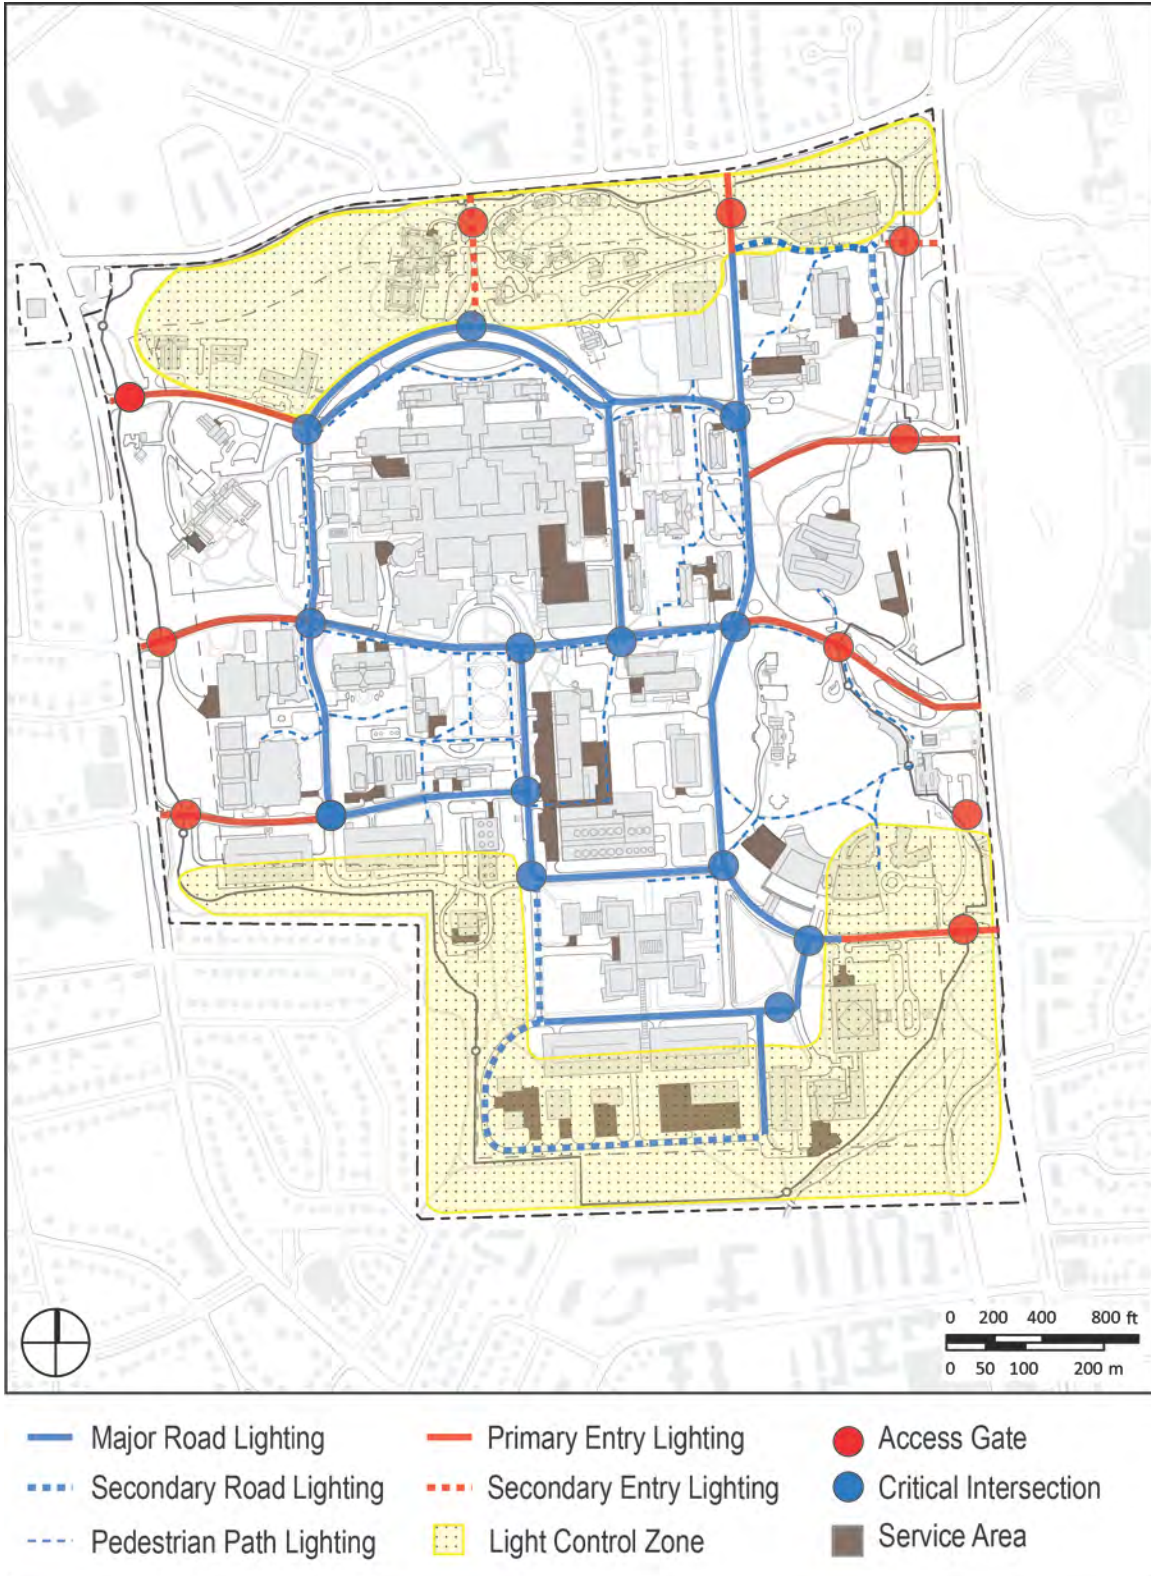 0 200 400 800 ft
0 50 100 200 m
Major Road Lighting Primary Entry Lighting Access Gate
Secondary Road Lighting Secondary Entry Lighting Critical Intersection
Pedestrian Path Lighting Light Control Zone Service Area